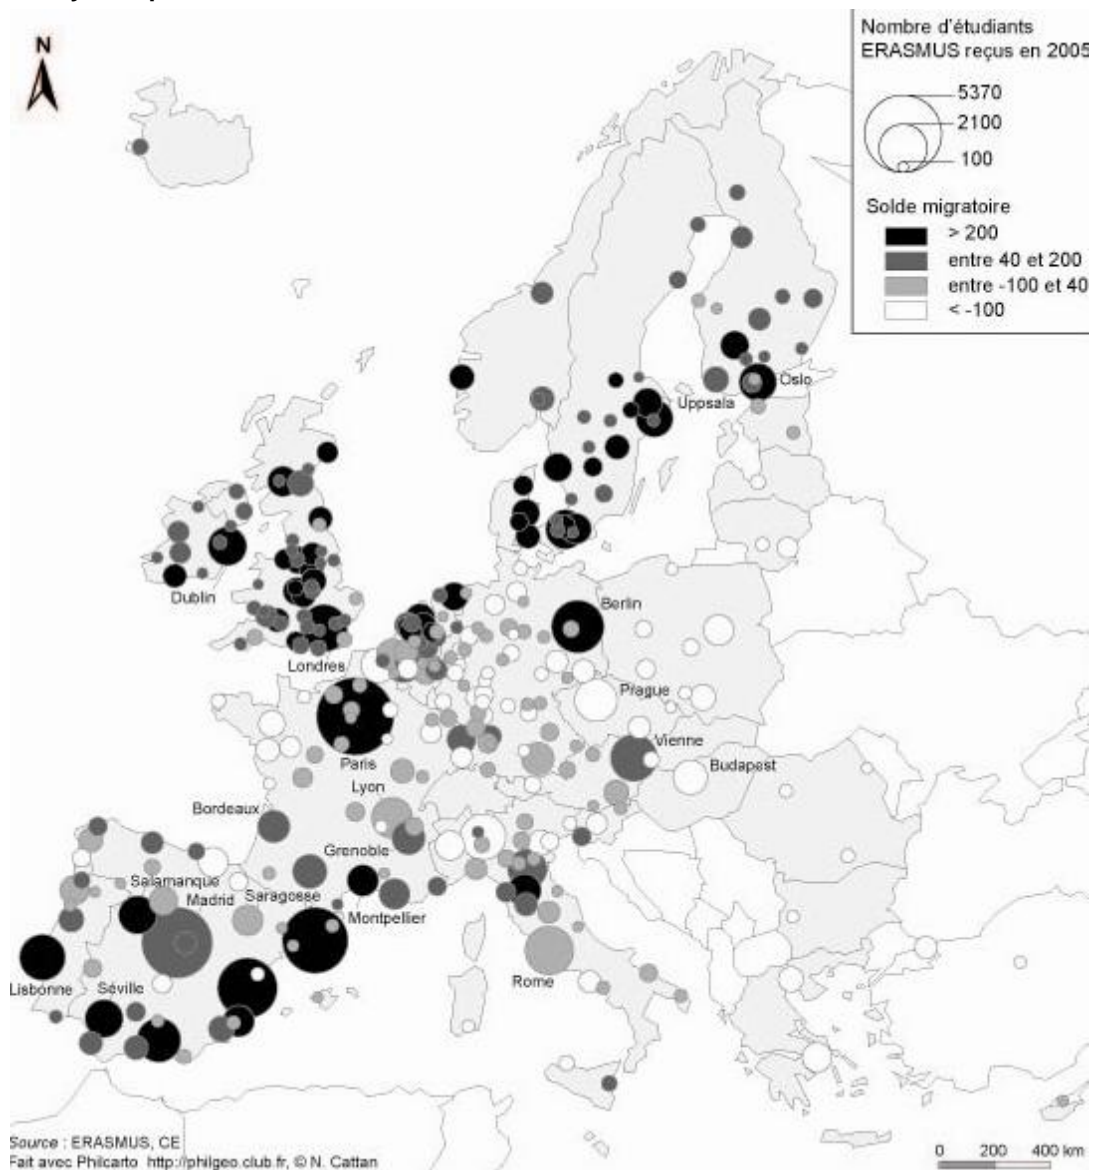 N
Nombre d'étudiants
ERASMUS reçus en 2005
5370
2100
100
Solde migratoire
> 200
entre 40 et 200
entre -100 et 40
< -100
Oslo
Uppsala
Dublin
Londres
Berlin
Prague
Paris
Vienne
Budapest
Lyon
Bordeaux
Grenoble
Salamanque
Madrid
Saragosse
Montpellier
Lisbonne
Séville
Rome
Source : ERASMUS, CE
Fait avec Philcarto http://philgeo.club.fr, © N. Cattan
0 200 400 km